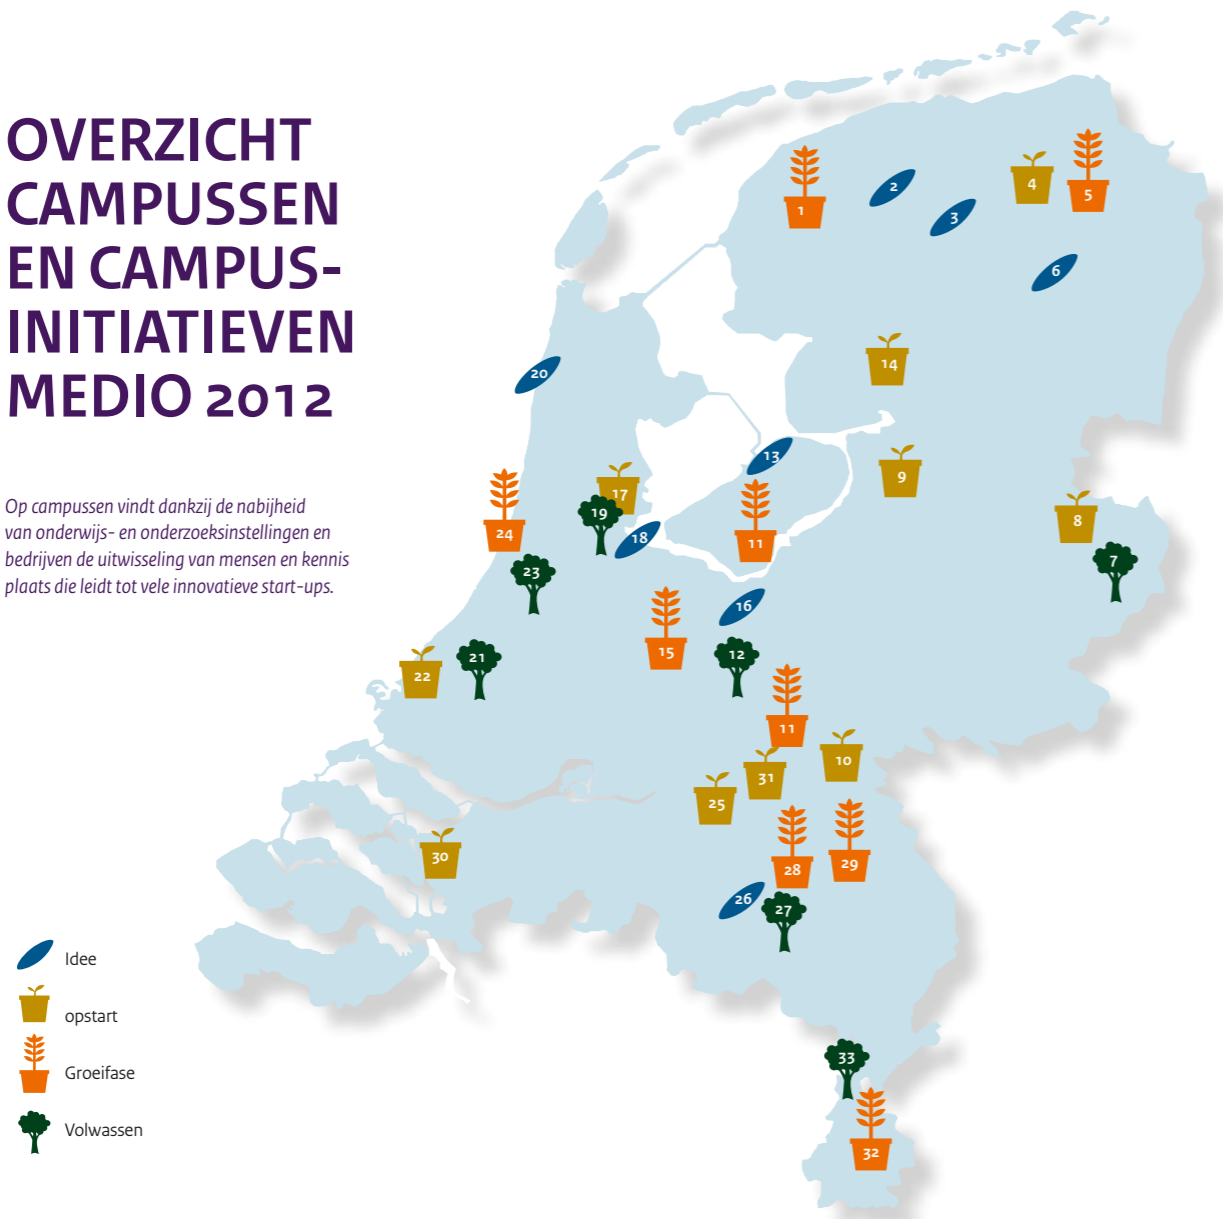 OVERZICHT
CAMPUSSEN
EN CAMPUS-
INITIATIEVEN
MEDIO 2012
Op campussen vindt dankzij de nabijheid
van onderwijs- en onderzoeksinstellingen en
bedrijven de uitwisseling van mensen en kennis
plaats die leidt tot vele innovatieve start-ups.
1
2
3
4
5
6
20
14
13
9
17
19
18
24
11
8
7
23
16
15
12
21
22
11
10
31
25
28
29
30
26
27
33
32
Idee
opstart
Groeifase
Volwassen